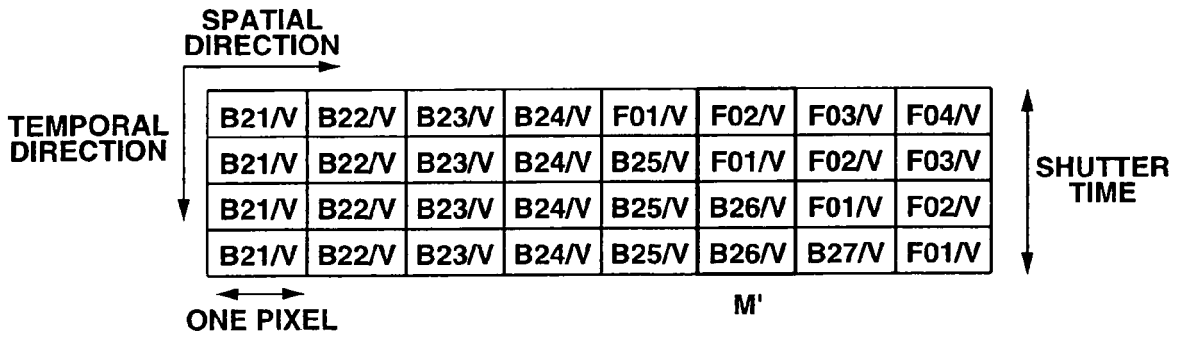 SPATIAL
DIRECTION
TEMPORAL
DIRECTION
B21/V B22/V B23/V B24/V F01/V F02/V F03/V F04/V
B21/V B22/V B23/V B24/V B25/V F01/V F02/V F03/V
B21/V B22/V B23/V B24/V B25/V B26/V F01/V F02/V
B21/V B22/V B23/V B24/V B25/V B26/V B27/V F01/V
SHUTTER
TIME
ONE PIXEL
M'